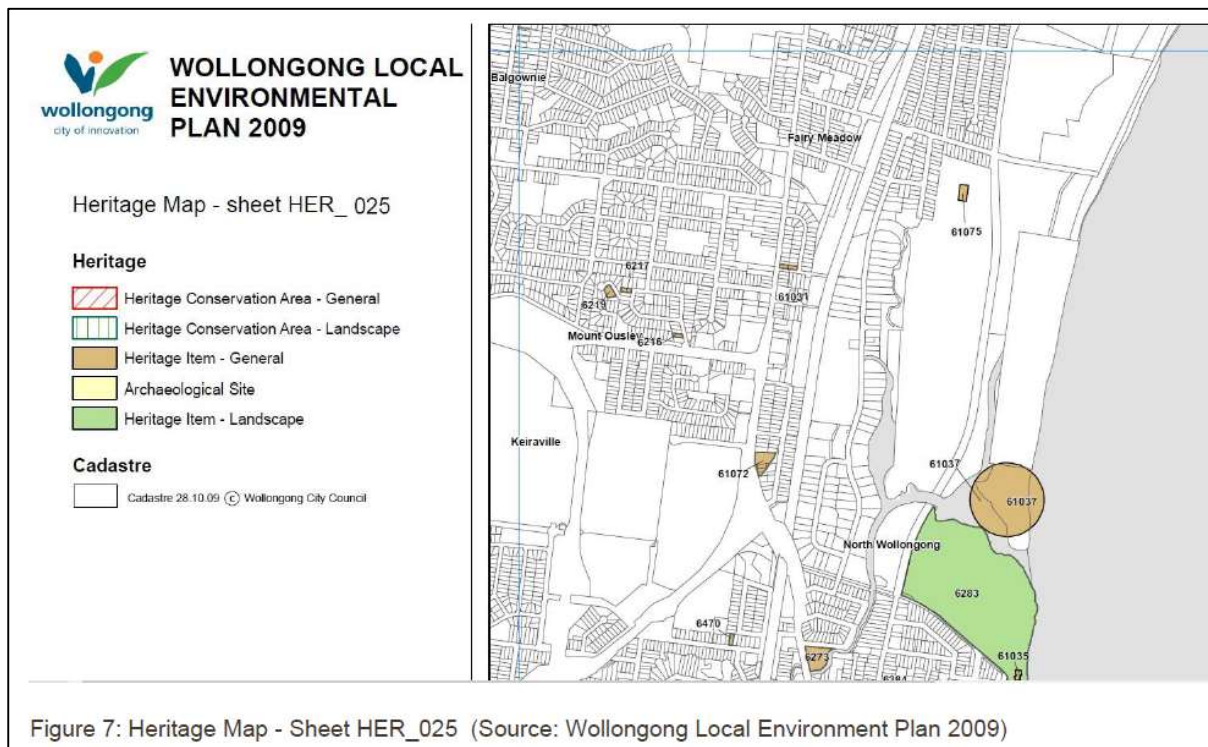 wollongong
city of innovation
WOLLONGONG LOCAL
ENVIRONMENTAL
PLAN 2009
Heritage Map - sheet HER_ 025
Heritage
Heritage Conservation Area - General
Heritage Conservation Area - Landscape
Heritage Item - General
Archaeological Site
Heritage Item - Landscape
Cadastre
Cadastre 28.10.09 © Wollongong City Council
Balgownie
Fairy Meadow
61075
6217
6219
61031
Mount Ousley
6218
Keiraville
61072
61037
61037
North Wollongong
6283
6470
6273
61035
Figure 7: Heritage Map - Sheet HER_025 (Source: Wollongong Local Environment Plan 2009)